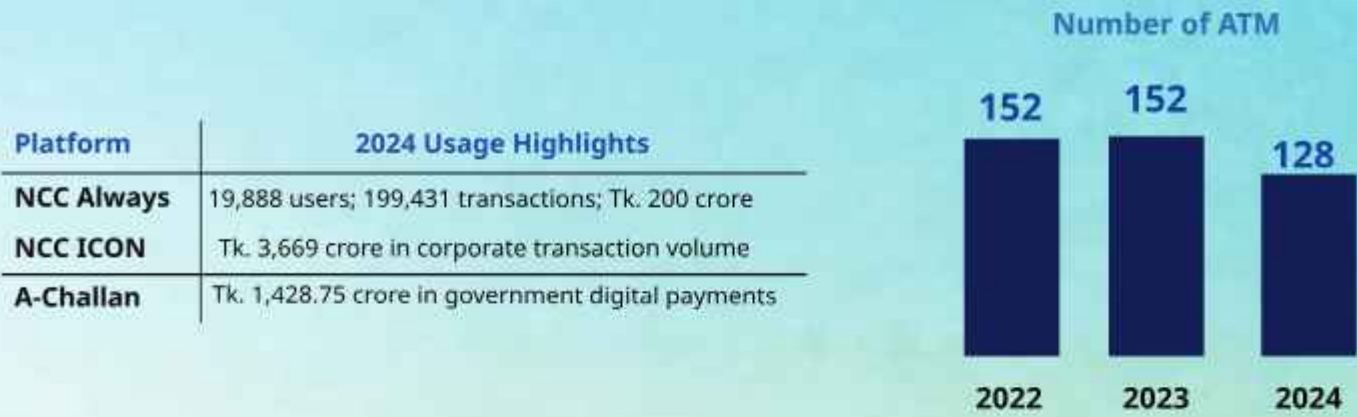 Platform 2024 Usage Highlights
NCC Always 19,888 users; 199,431 transactions; Tk. 200 crore
NCC ICON Tk. 3,669 crore in corporate transaction volume
A-Challan Tk. 1,428.75 crore in government digital payments
Number of ATM
152 152 128
2022 2023 2024